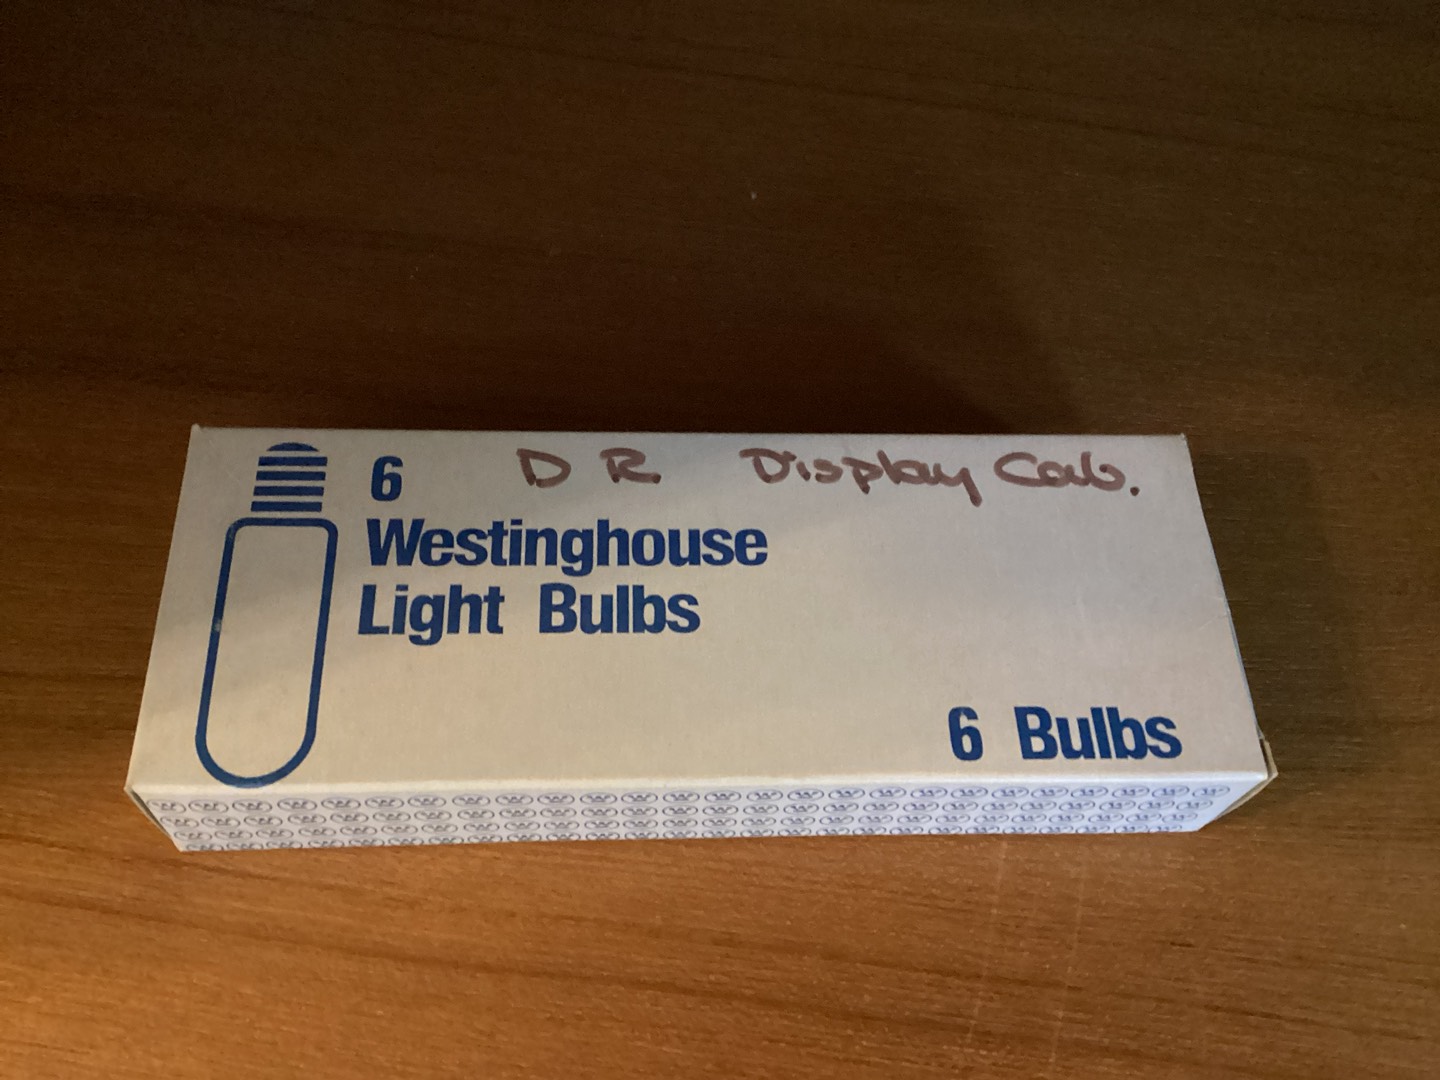 6 D R. Display Cab.
Westinghouse
Light Bulbs
6 Bulbs